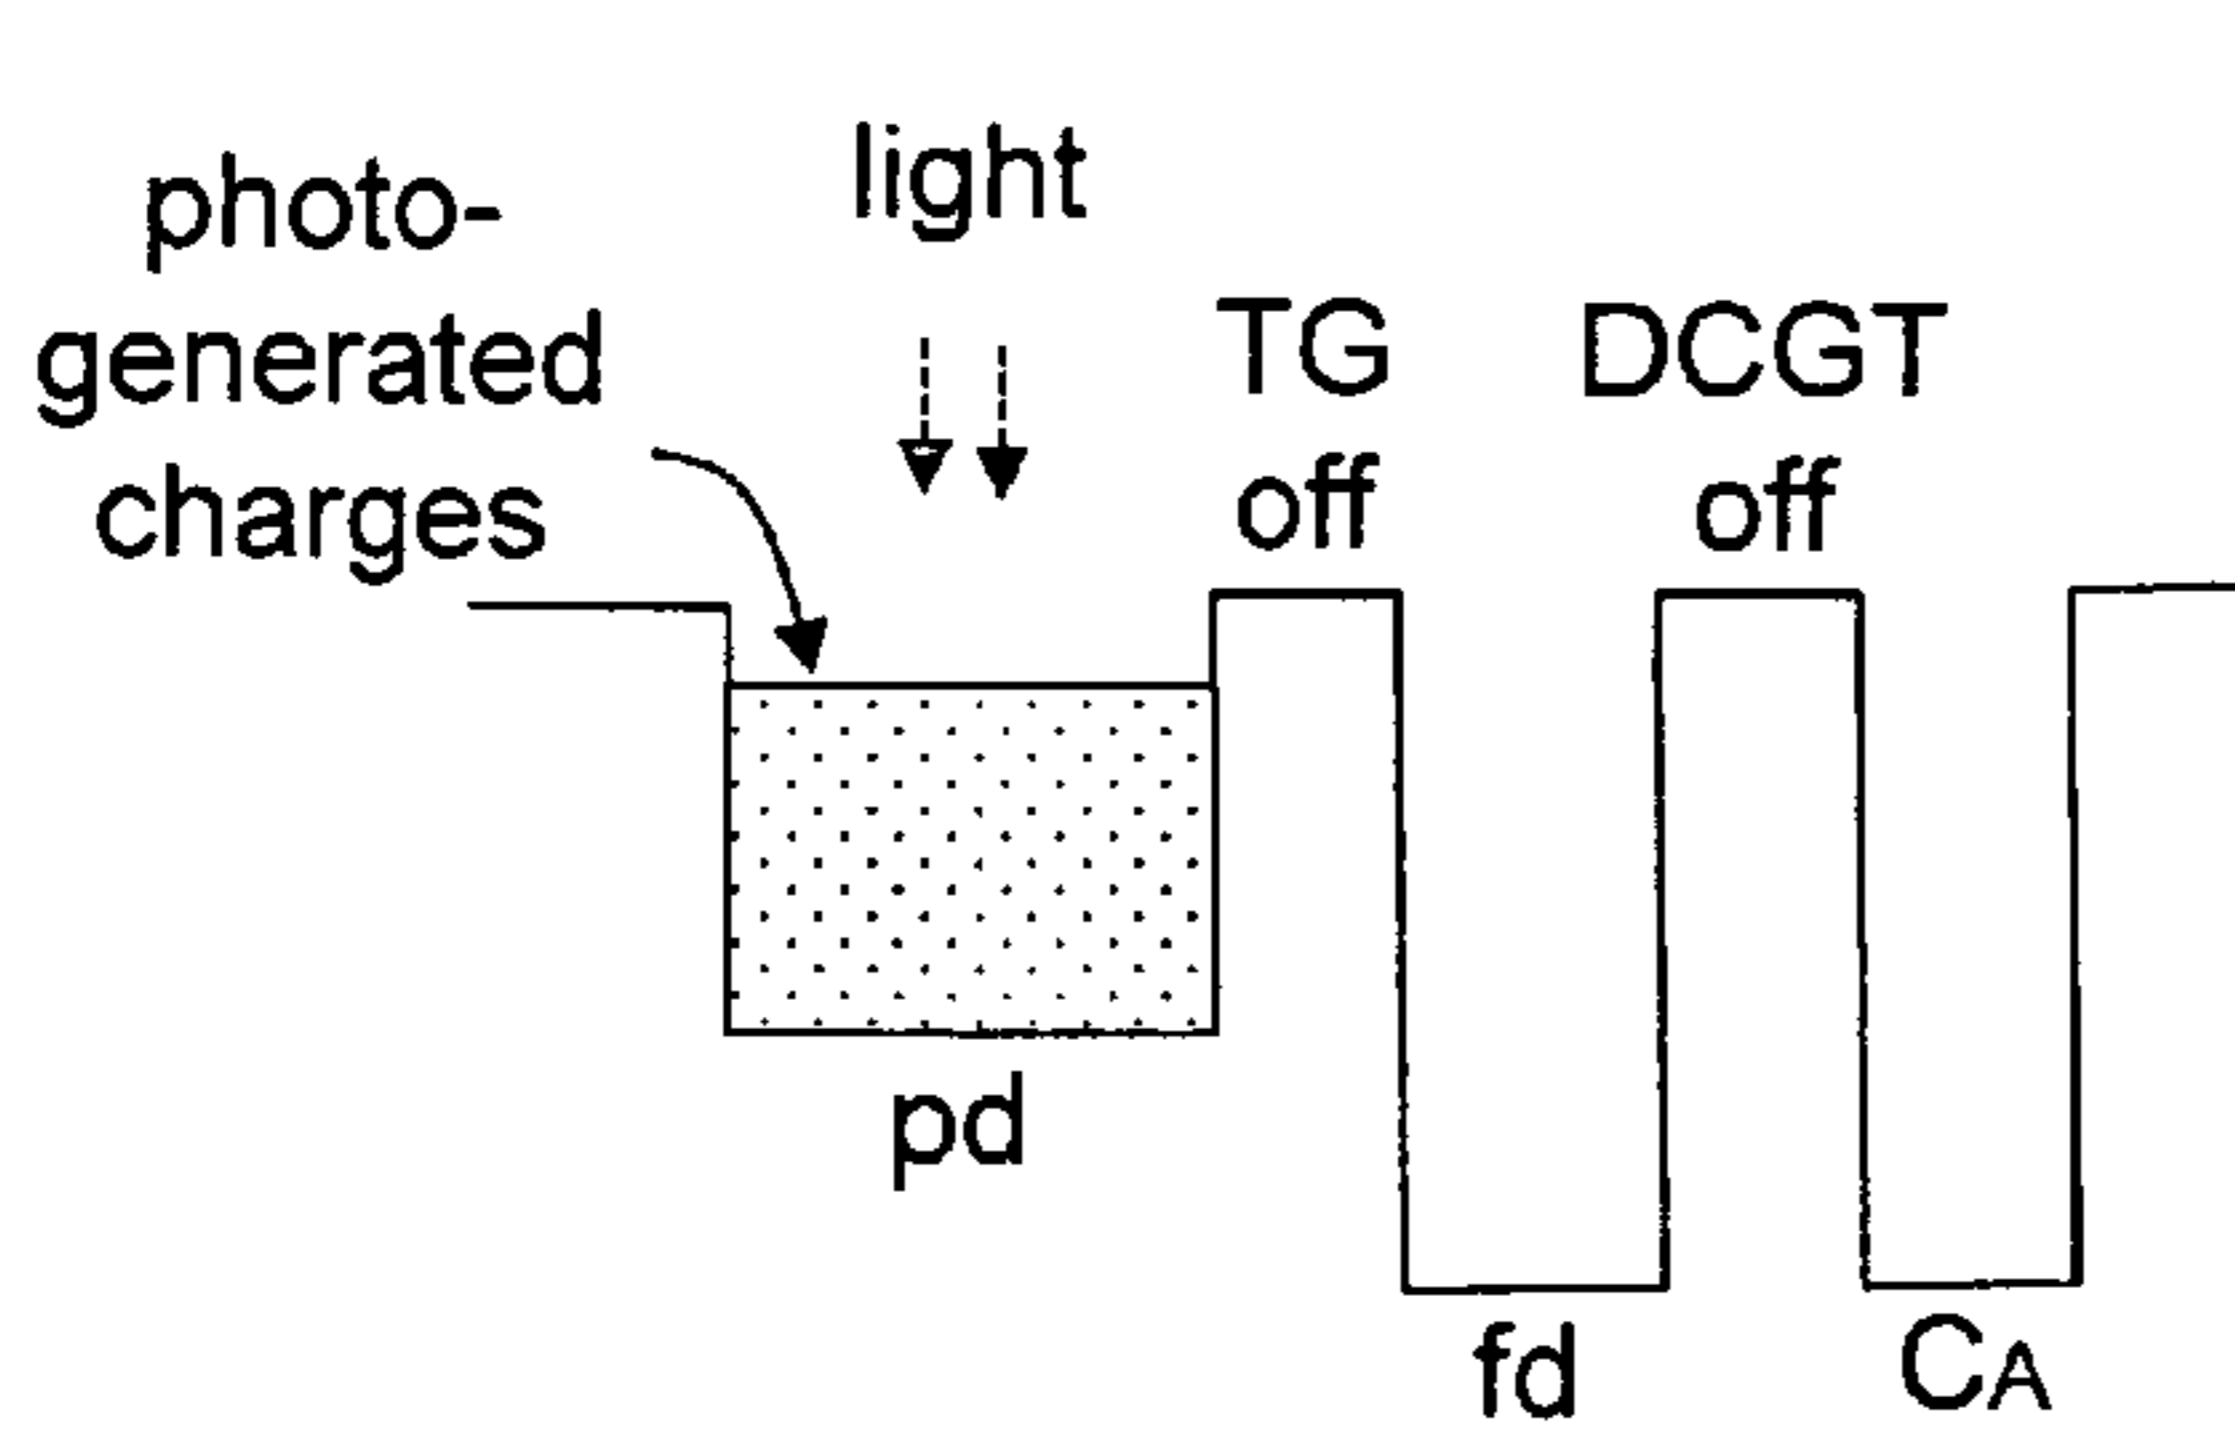 photo-
generated
charges
light
TG
off
DCGT
off
pd
fd
CA